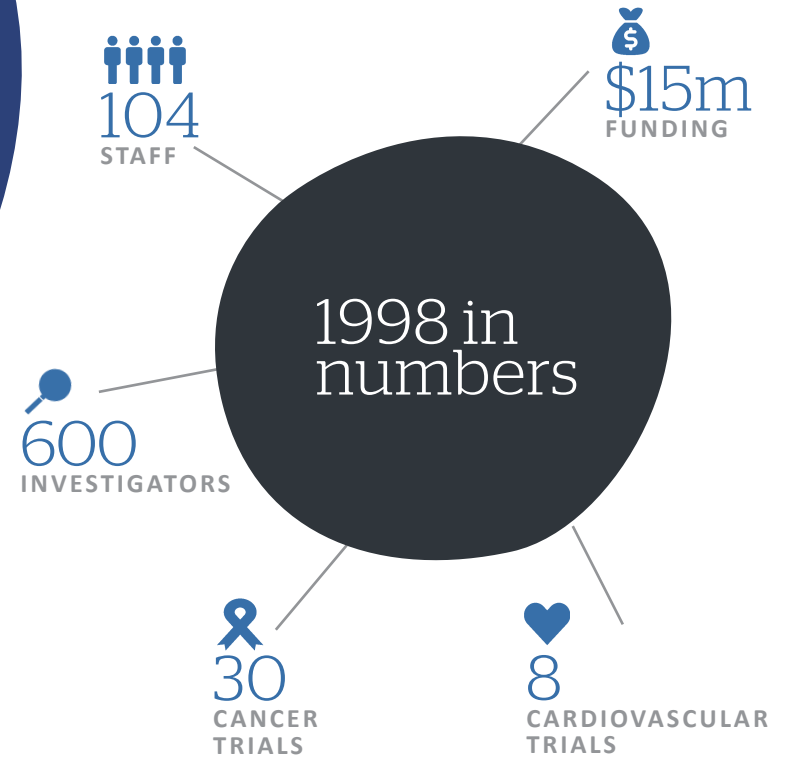 104
STAFF
$15m
FUNDING
1998 in
numbers
600
INVESTIGATORS
30
CANCER
TRIALS
8
CARDIOVASCULAR
TRIALS